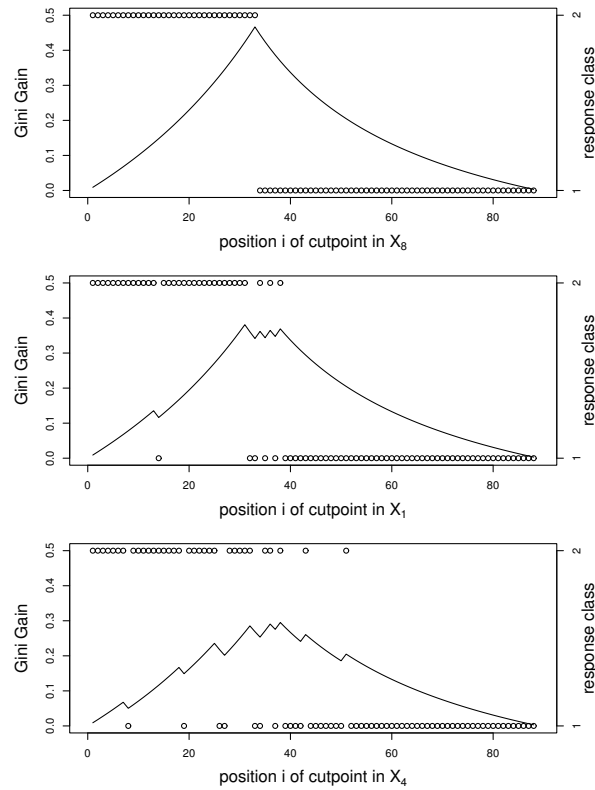 0.5
0.4
0.3
0.2
0.1
0.0
Gini Gain
2
1
response class
0 20 40 60 80
position i of cutpoint in X8
0.5
0.4
0.3
0.2
0.1
0.0
Gini Gain
2
1
response class
0 20 40 60 80
position i of cutpoint in X1
0.5
0.4
0.3
0.2
0.1
0.0
Gini Gain
2
1
response class
0 20 40 60 80
position i of cutpoint in X4